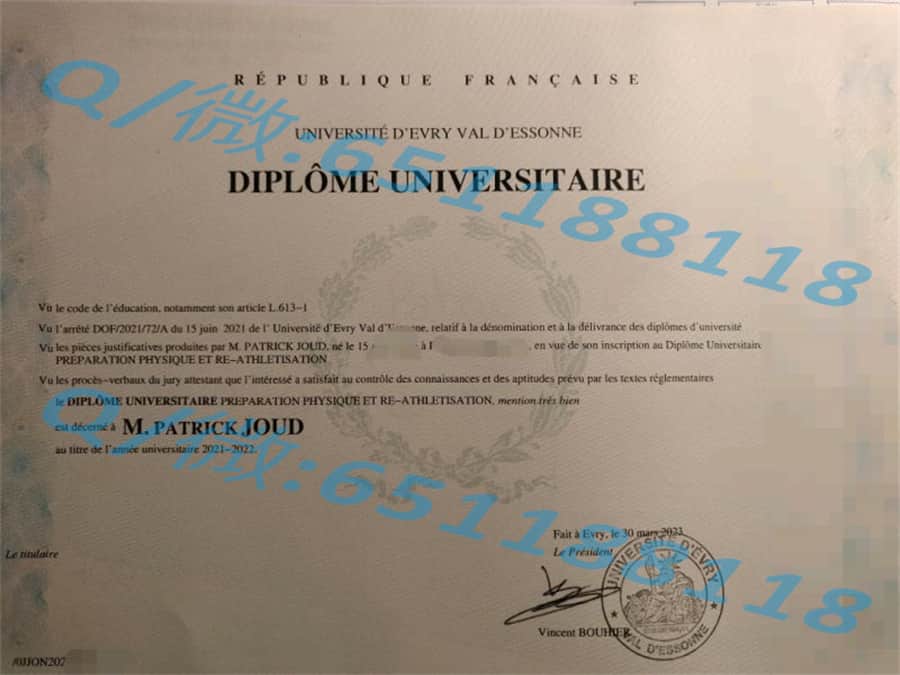 RÉPUBLIQUE FRANÇAISE
UNIVERSITÉ D'EVRY VAL D'ESSONNE
DIPLÔME UNIVERSITAIRE
Q/微:651188118
Vu le code de l'éducation, notamment son article L.613-1
Vu l'arrêté DOF/2021/72/A du 15 juin 2021 de l' Université d'Evry Val d'Essonne, relatif à la dénomination et à la délivrance des diplômes d'université
Vu les pièces justificatives produites par M. PATRICK JOUD, né le 15 à , en vue de son inscription au Diplôme Universitaire
PREPARATION PHYSIQUE ET RE-ATHLETISATION
Vu les procès-verbaux du jury attestant que l'intéressé a satisfait au contrôle des connaissances et des aptitudes prévu par les textes réglementaires
le DIPLÔME UNIVERSITAIRE PREPARATION PHYSIQUE ET RE-ATHLETISATION, mention très bien
est décerné à M. PATRICK JOUD
au titre de l'année universitaire 2021-2022.
Q/微:651188118
Fait à Evry, le 30 mars 2023
Le titulaire
Le Président
UNIVERSITÉ D'ÉVRY
VAL D'ESSONNE
Vincent BOUHIER
/0JJON202